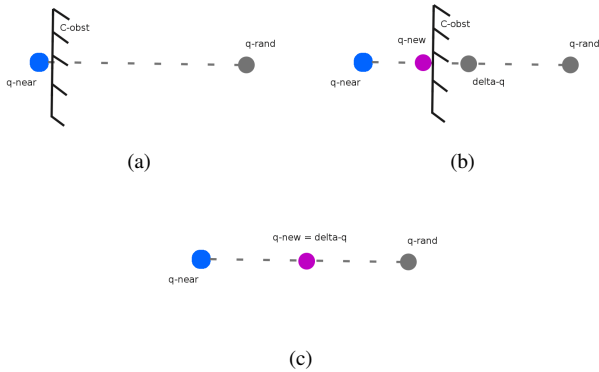 C-obst
q-rand
q-near
(a)
C-obst
q-new
q-rand
q-near
delta-q
(b)
q-new = delta-q
q-rand
q-near
(c)